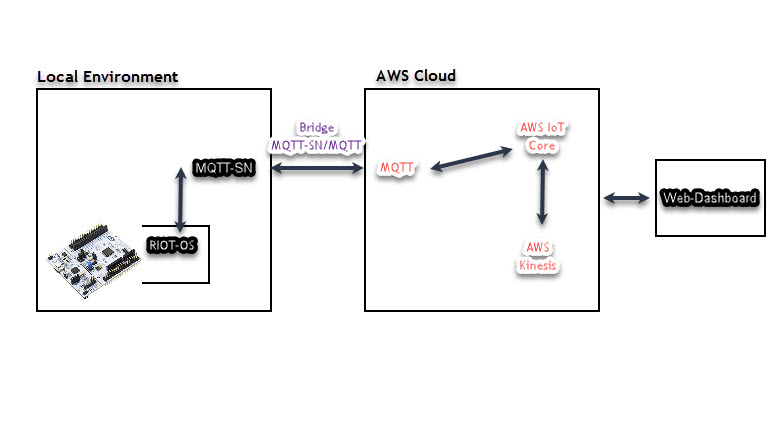 Local Environment
AWS Cloud
Bridge
MQTT-SN/MQTT
AWS IoT
Core
MQTT-SN
MQTT
Web-Dashboard
RIOT-OS
AWS
Kinesis